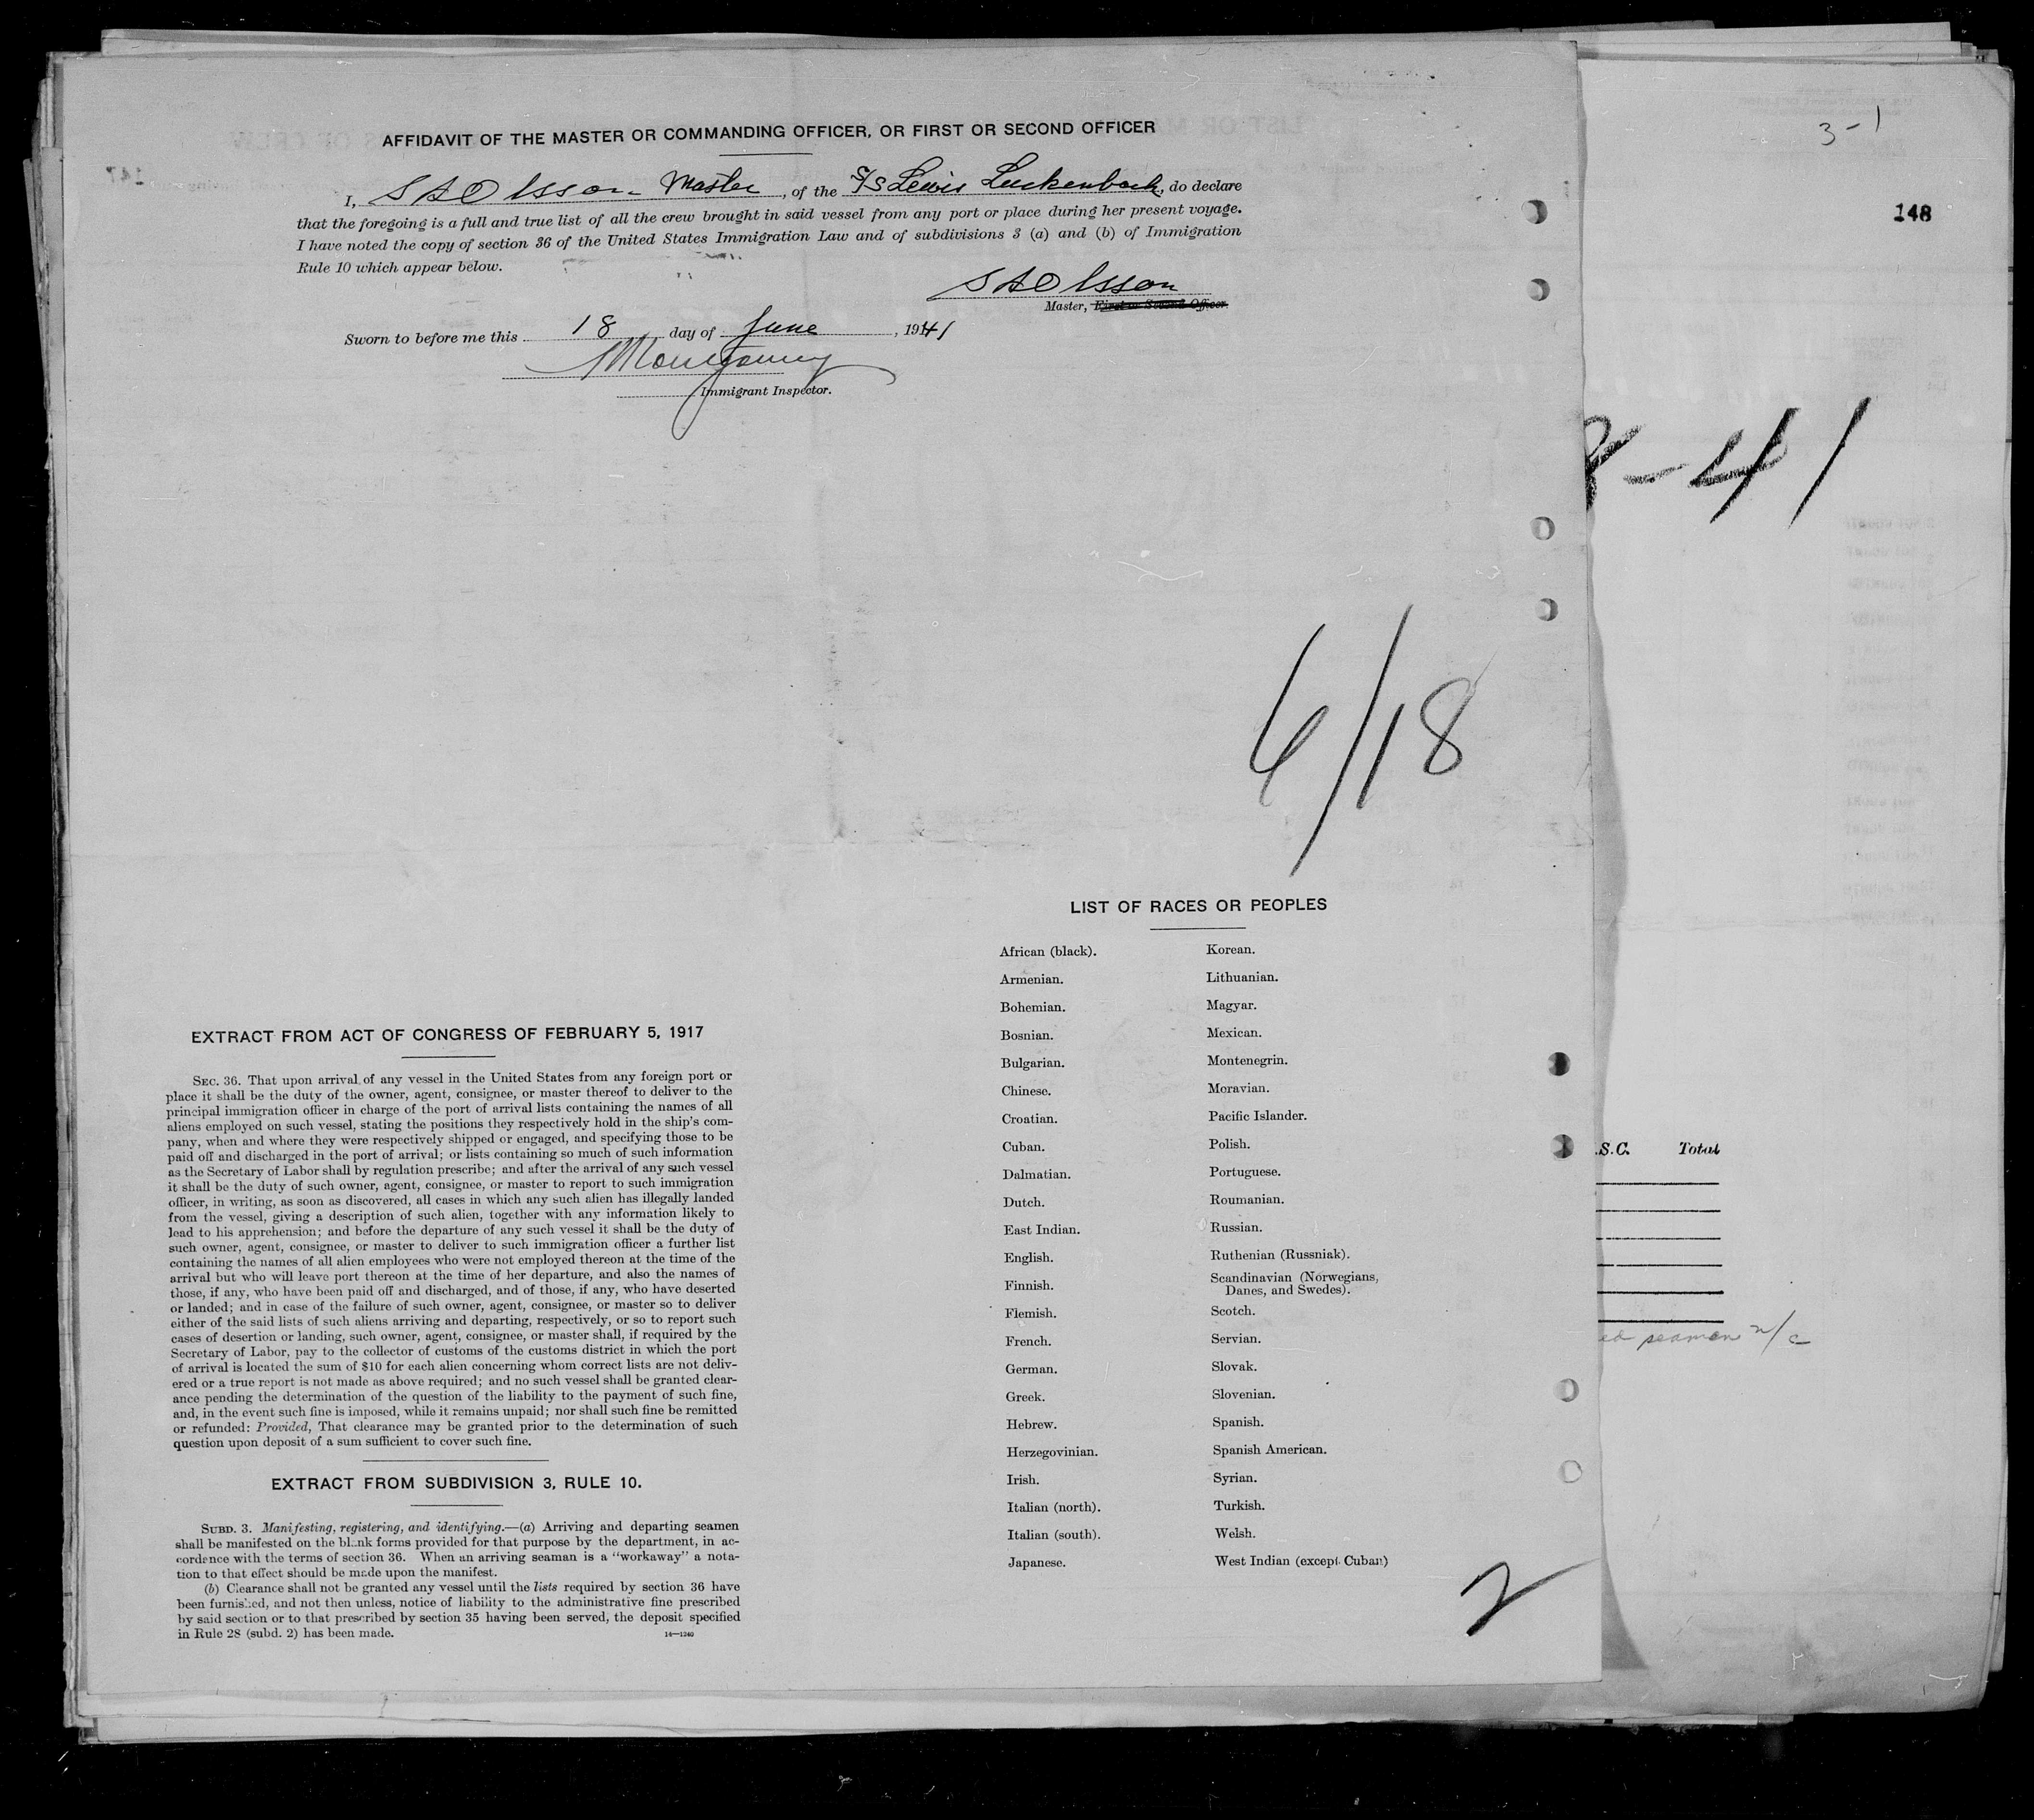 AFFIDAVIT OF THE MASTER OR COMMANDING OFFICER, OR FIRST OR SECOND OFFICER
I, S A Olsson Master, of the S/S Lewis Luckenbach, do declare
that the foregoing is a full and true list of all the crew brought in said vessel from any port or place during her present voyage.
I have noted the copy of section 36 of the United States Immigration Law and of subdivisions 3 (a) and (b) of Immigration
Rule 10 which appear below.
S A Olsson
Master, First or Second Officer.
Sworn to before me this 18 day of June, 1941
Montgomery
Immigrant Inspector.
6/18
EXTRACT FROM ACT OF CONGRESS OF FEBRUARY 5, 1917
SEC. 36. That upon arrival of any vessel in the United States from any foreign port or
place it shall be the duty of the owner, agent, consignee, or master thereof to deliver to the
principal immigration officer in charge of the port of arrival lists containing the names of all
aliens employed on such vessel, stating the positions they respectively hold in the ship's com-
pany, when and where they were respectively shipped or engaged, and specifying those to be
paid off and discharged in the port of arrival; or lists containing so much of such information
as the Secretary of Labor shall by regulation prescribe; and after the arrival of any such vessel
it shall be the duty of such owner, agent, consignee, or master to report to such immigration
officer, in writing, as soon as discovered, all cases in which any such alien has illegally landed
from the vessel, giving a description of such alien, together with any information likely to
lead to his apprehension; and before the departure of any such vessel it shall be the duty of
such owner, agent, consignee, or master to deliver to such immigration officer a further list
containing the names of all alien employees who were not employed thereon at the time of the
arrival but who will leave port thereon at the time of her departure, and also the names of
those, if any, who have been paid off and discharged, and of those, if any, who have deserted
or landed; and in case of the failure of such owner, agent, consignee, or master so to deliver
either of the said lists of such aliens arriving and departing, respectively, or so to report such
cases of desertion or landing, such owner, agent, consignee, or master shall, if required by the
Secretary of Labor, pay to the collector of customs of the customs district in which the port
of arrival is located the sum of $10 for each alien concerning whom correct lists are not deliv-
ered or a true report is not made as above required; and no such vessel shall be granted clear-
ance pending the determination of the question of the liability to the payment of such fine,
and, in the event such fine is imposed, while it remains unpaid; nor shall such fine be remitted
or refunded: Provided, That clearance may be granted prior to the determination of such
question upon deposit of a sum sufficient to cover such fine.
EXTRACT FROM SUBDIVISION 3, RULE 10.
SUBD. 3. Manifesting, registering, and identifying.—(a) Arriving and departing seamen
shall be manifested on the blank forms provided for that purpose by the department, in ac-
cordance with the terms of section 36. When an arriving seaman is a "workaway" a nota-
tion to that effect should be made upon the manifest.
(b) Clearance shall not be granted any vessel until the lists required by section 36 have
been furnished, and not then unless, notice of liability to the administrative fine prescribed
by said section or to that prescribed by section 35 having been served, the deposit specified
in Rule 28 (subd. 2) has been made.
14—1240
LIST OF RACES OR PEOPLES
African (black).
Armenian.
Bohemian.
Bosnian.
Bulgarian.
Chinese.
Croatian.
Cuban.
Dalmatian.
Dutch.
East Indian.
English.
Finnish.
Flemish.
French.
German.
Greek.
Hebrew.
Herzegovinian.
Irish.
Italian (north).
Italian (south).
Japanese.
Korean.
Lithuanian.
Magyar.
Mexican.
Montenegrin.
Moravian.
Pacific Islander.
Polish.
Portuguese.
Roumanian.
Russian.
Ruthenian (Russniak).
Scandinavian (Norwegians,
Danes, and Swedes).
Scotch.
Servian.
Slovak.
Slovenian.
Spanish.
Spanish American.
Syrian.
Turkish.
Welsh.
West Indian (except Cuban)
2
3-1
148
8-41
.S.C. Total
seamen